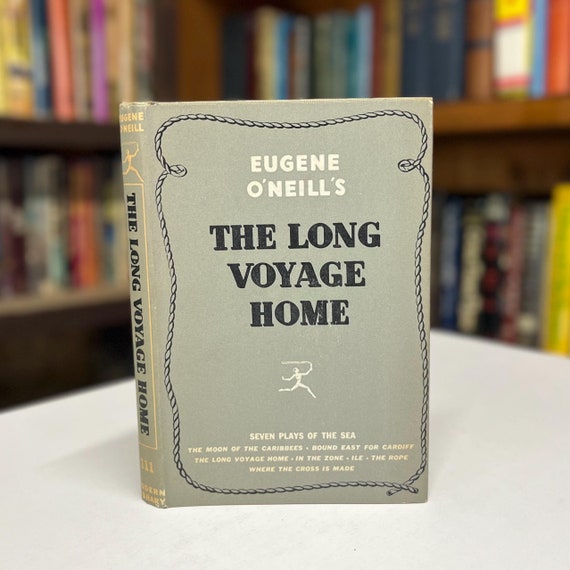 EUGENE
O'NEILL
THE LONG VOYAGE HOME
111
MODERN
LIBRARY
EUGENE
O'NEILL'S
THE LONG
VOYAGE
HOME
SEVEN PLAYS OF THE SEA
THE MOON OF THE CARIBBEES • BOUND EAST FOR CARDIFF
THE LONG VOYAGE HOME • IN THE ZONE • ILE • THE ROPE
WHERE THE CROSS IS MADE